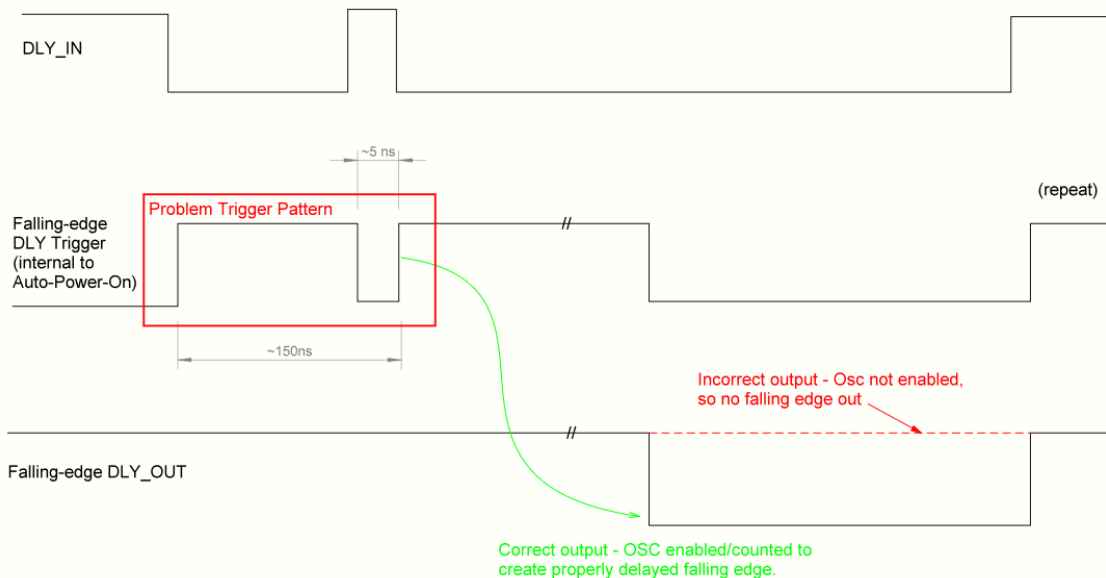 DLY_IN
~5 ns
(repeat)
Problem Trigger Pattern
Falling-edge
DLY Trigger
(internal to
Auto-Power-On)
//
~150ns
Incorrect output - Osc not enabled,
so no falling edge out
//
Falling-edge DLY_OUT
Correct output - OSC enabled/counted to
create properly delayed falling edge.